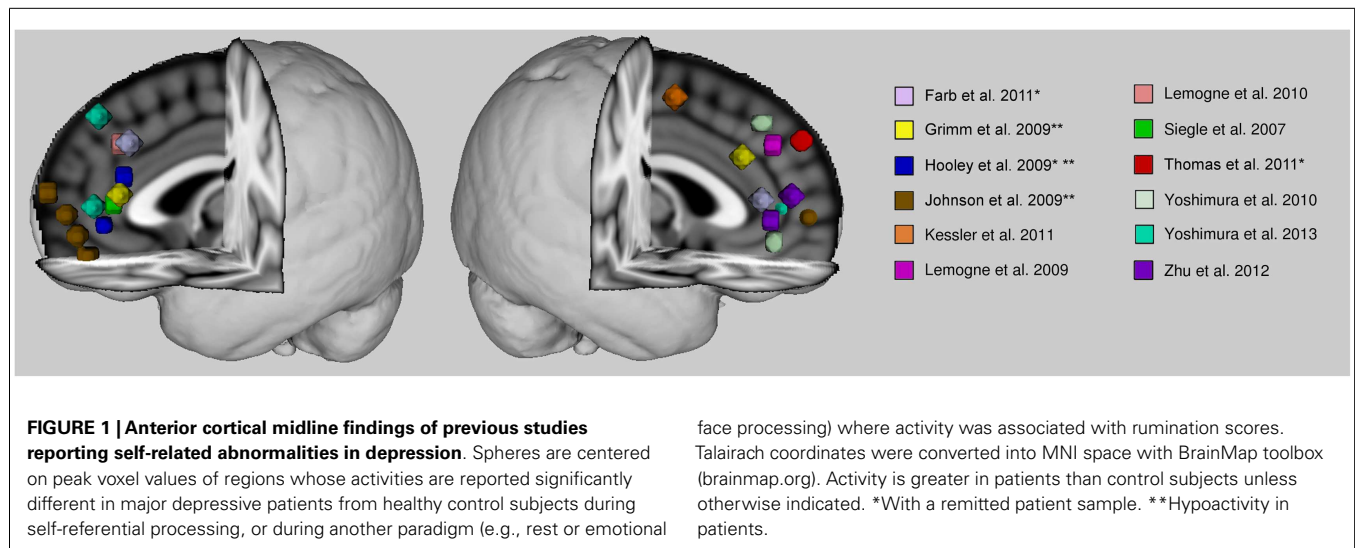 Farb et al. 2011*
Grimm et al. 2009**
Hooley et al. 2009* **
Johnson et al. 2009**
Kessler et al. 2011
Lemogne et al. 2009
Lemogne et al. 2010
Siegle et al. 2007
Thomas et al. 2011*
Yoshimura et al. 2010
Yoshimura et al. 2013
Zhu et al. 2012
FIGURE 1 | Anterior cortical midline findings of previous studies
reporting self-related abnormalities in depression. Spheres are centered
on peak voxel values of regions whose activities are reported significantly
different in major depressive patients from healthy control subjects during
self-referential processing, or during another paradigm (e.g., rest or emotional
face processing) where activity was associated with rumination scores.
Talairach coordinates were converted into MNI space with BrainMap toolbox
(brainmap.org). Activity is greater in patients than control subjects unless
otherwise indicated. *With a remitted patient sample. **Hypoactivity in
patients.